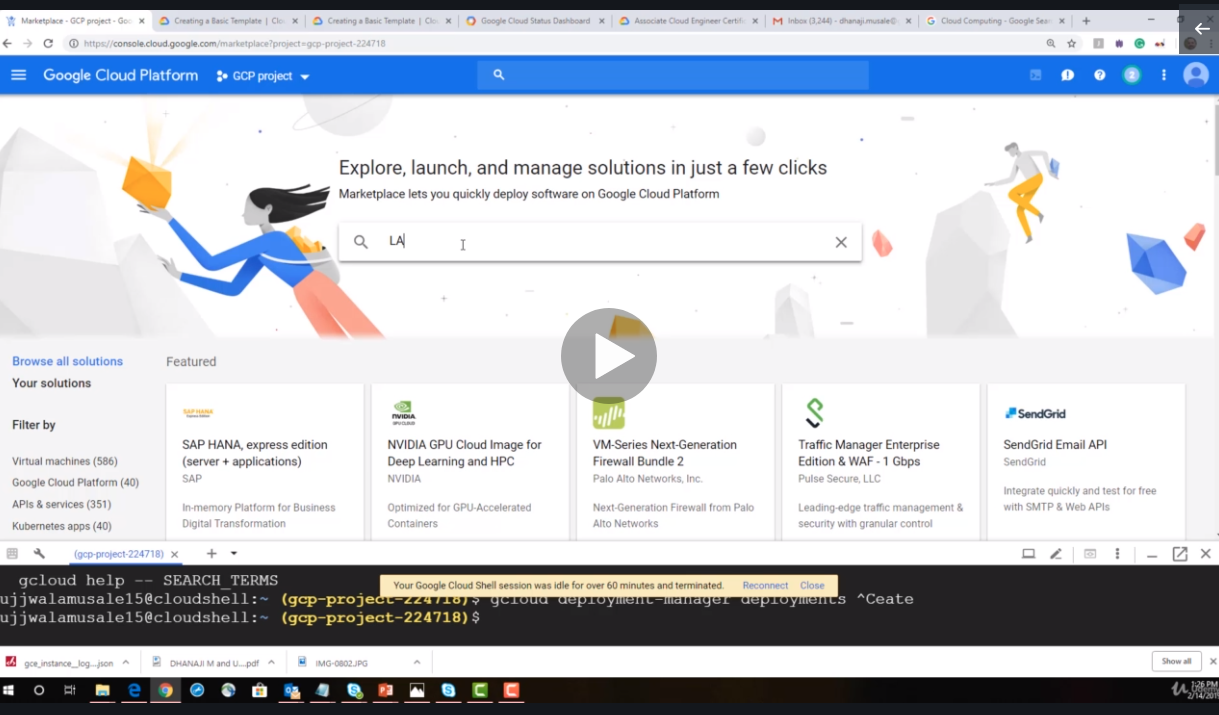 Marketplace - GCP project - Goo
Creating a Basic Template | Clo
Creating a Basic Template | Clo
Google Cloud Status Dashboard
Associate Cloud Engineer Certifi
Inbox (3,244) - dhanaji.musale@
Cloud Computing - Google Sea
https://console.cloud.google.com/marketplace?project=gcp-project-224718
Google Cloud Platform
GCP project
2
Explore, launch, and manage solutions in just a few clicks
Marketplace lets you quickly deploy software on Google Cloud Platform
LA
Browse all solutions
Your solutions
Filter by
Virtual machines (586)
Google Cloud Platform (40)
APIs & services (351)
Kubernetes apps (40)
Featured
SAP HANA
SAP HANA, express edition
(server + applications)
SAP
In-memory Platform for Business
Digital Transformation
NVIDIA
GPU CLOUD
NVIDIA GPU Cloud Image for
Deep Learning and HPC
NVIDIA
Optimized for GPU-Accelerated
Containers
VM-Series Next-Generation
Firewall Bundle 2
Palo Alto Networks, Inc.
Next-Generation Firewall from Palo
Alto Networks
Traffic Manager Enterprise
Edition & WAF - 1 Gbps
Pulse Secure, LLC
Leading-edge traffic management &
security with granular control
SendGrid
SendGrid Email API
SendGrid
Integrate quickly and test for free
with SMTP & Web APIs
(gcp-project-224718)
gcloud help -- SEARCH_TERMS
Your Google Cloud Shell session was idle for over 60 minutes and terminated. Reconnect Close
ujjwalamusale15@cloudshell:~ (gcp-project-224718)$ gcloud deployment-manager deployments ^Ceate
ujjwalamusale15@cloudshell:~ (gcp-project-224718)$
gce_instance_log....json
DHANAJI M and U....pdf
IMG-0802.JPG
Show all
1:26 PM